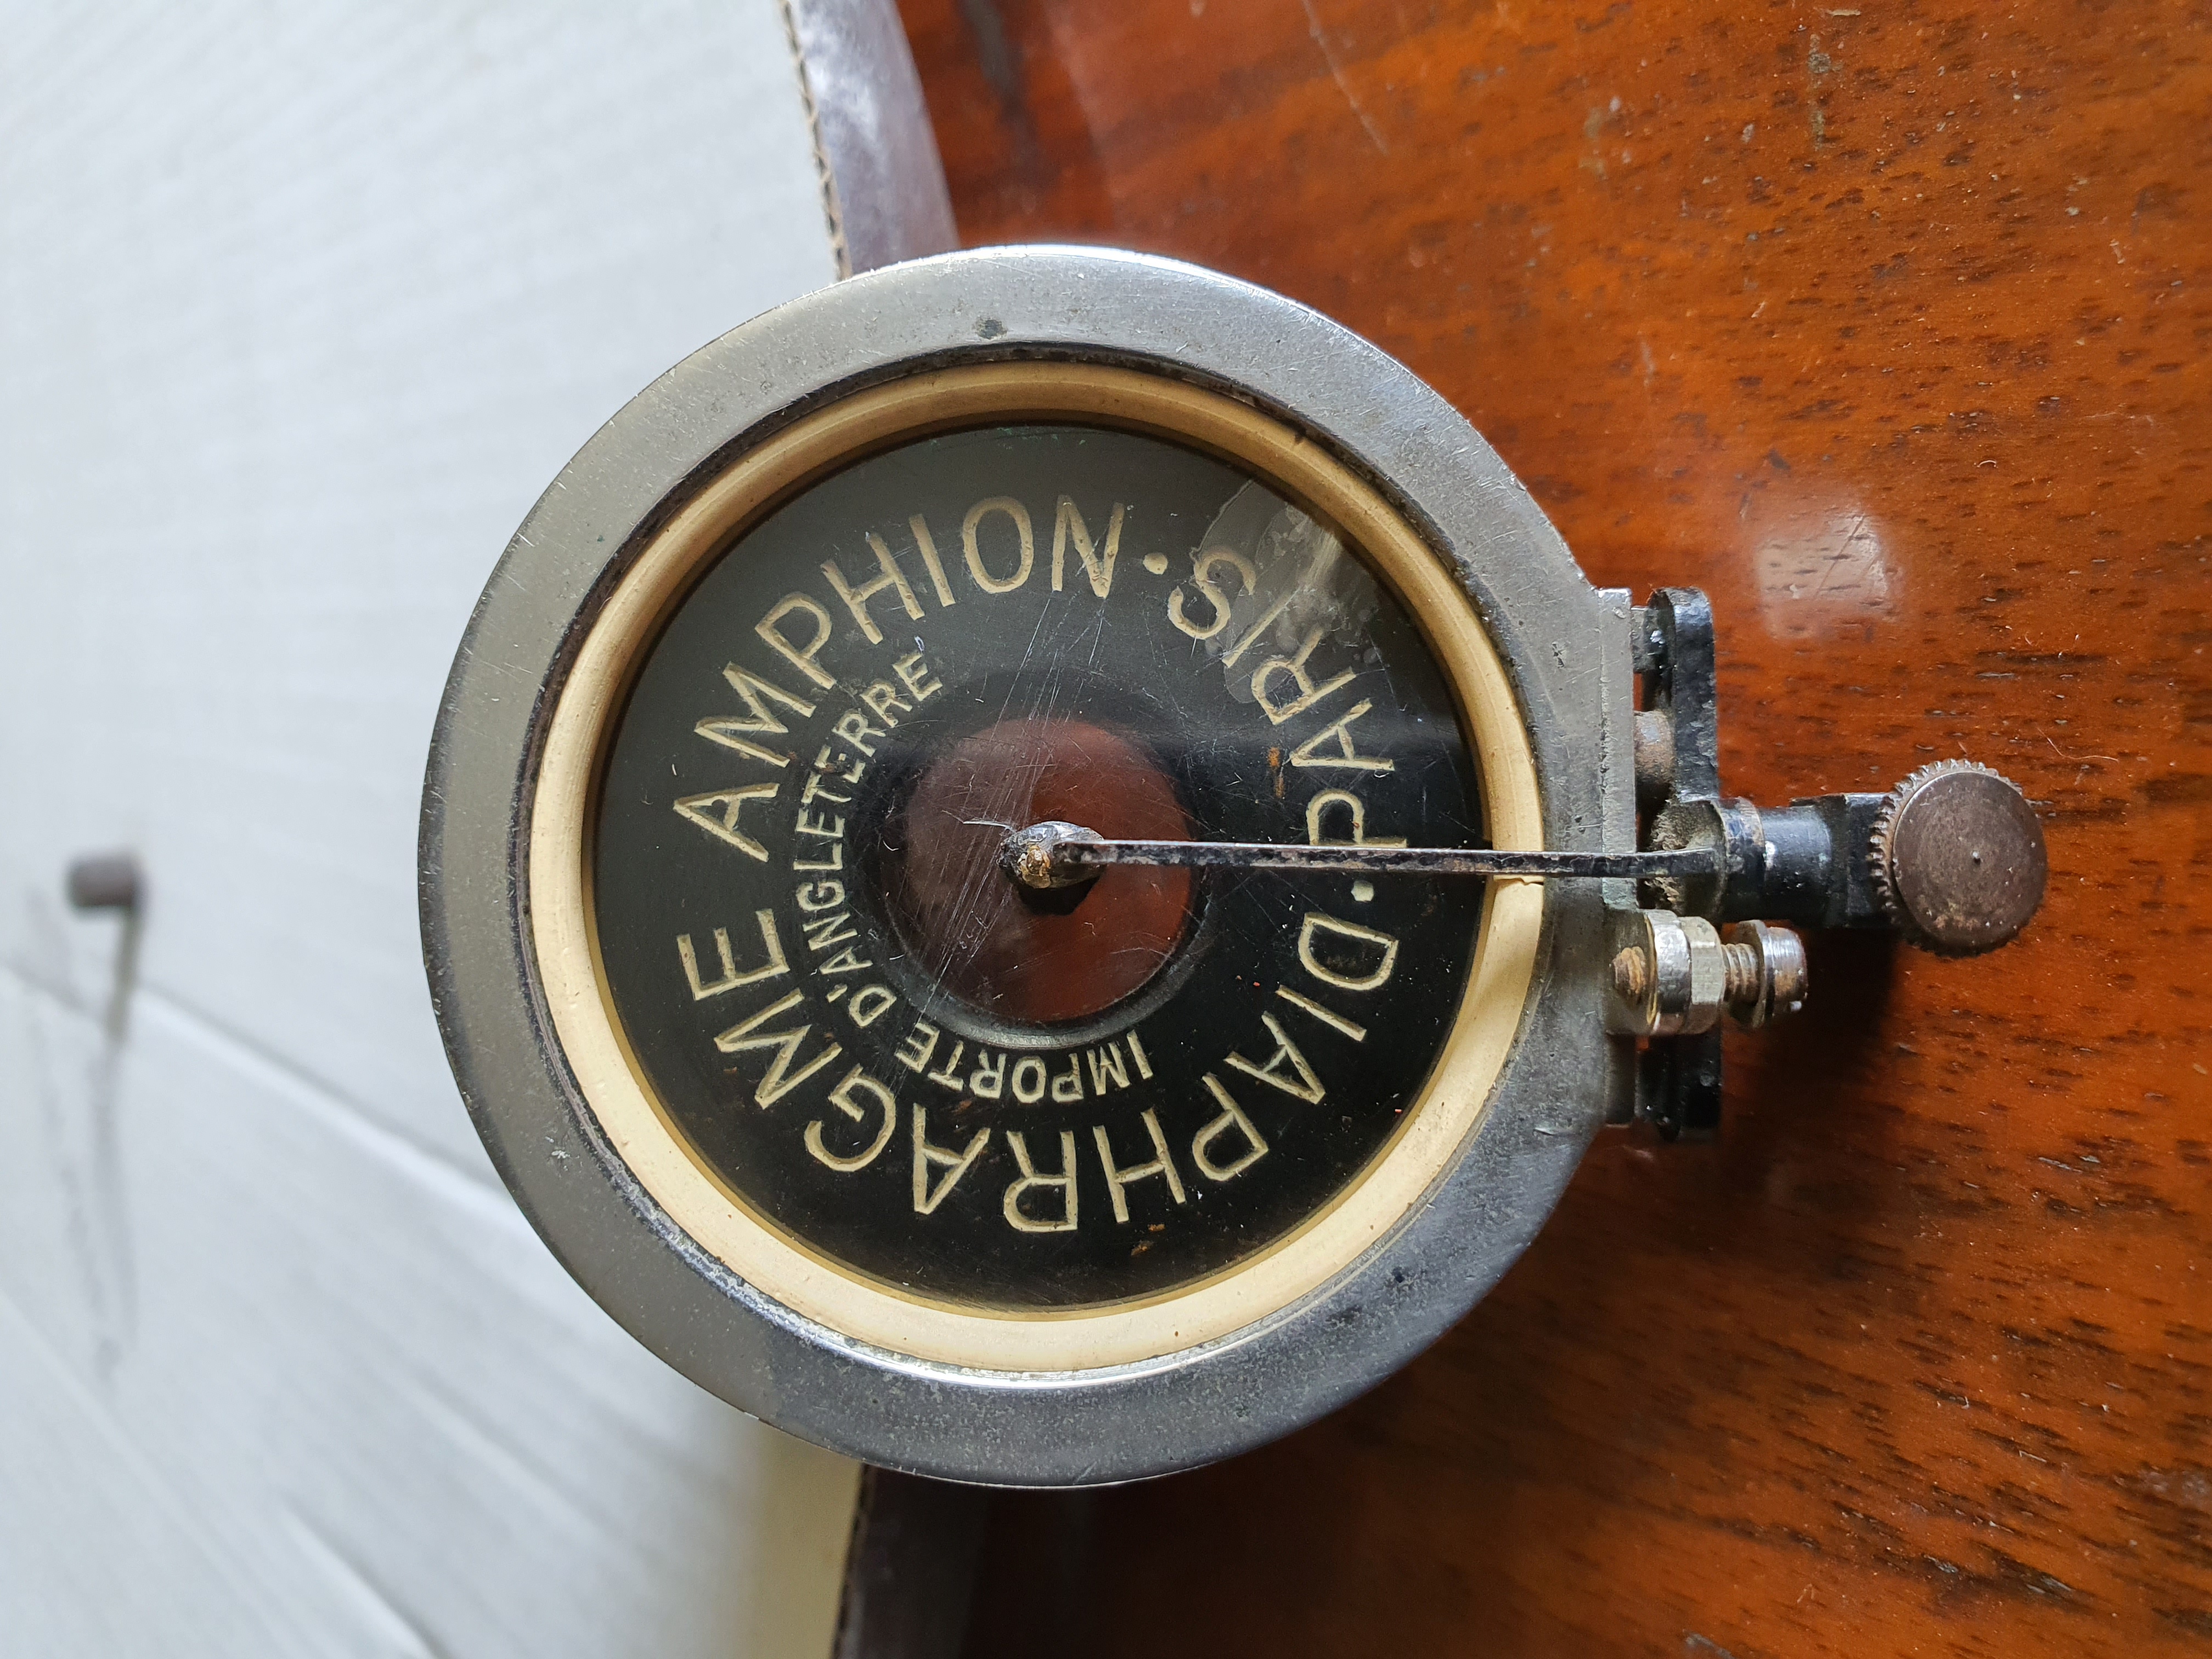 DIAPHRAGME AMPHION · PARIS ·
IMPORTE D'ANGLETERRE